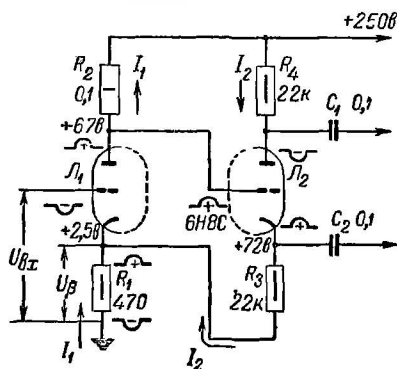 +250в
R₂
0,1
I₁
I₂
R₄
22к
C₁ 0,1
+67в
Л₁
Л₂
6Н8С
+2,5в
+72в
C₂ 0,1
Uвх
Uβ
R₁
470
R₃
22к
I₁
I₂